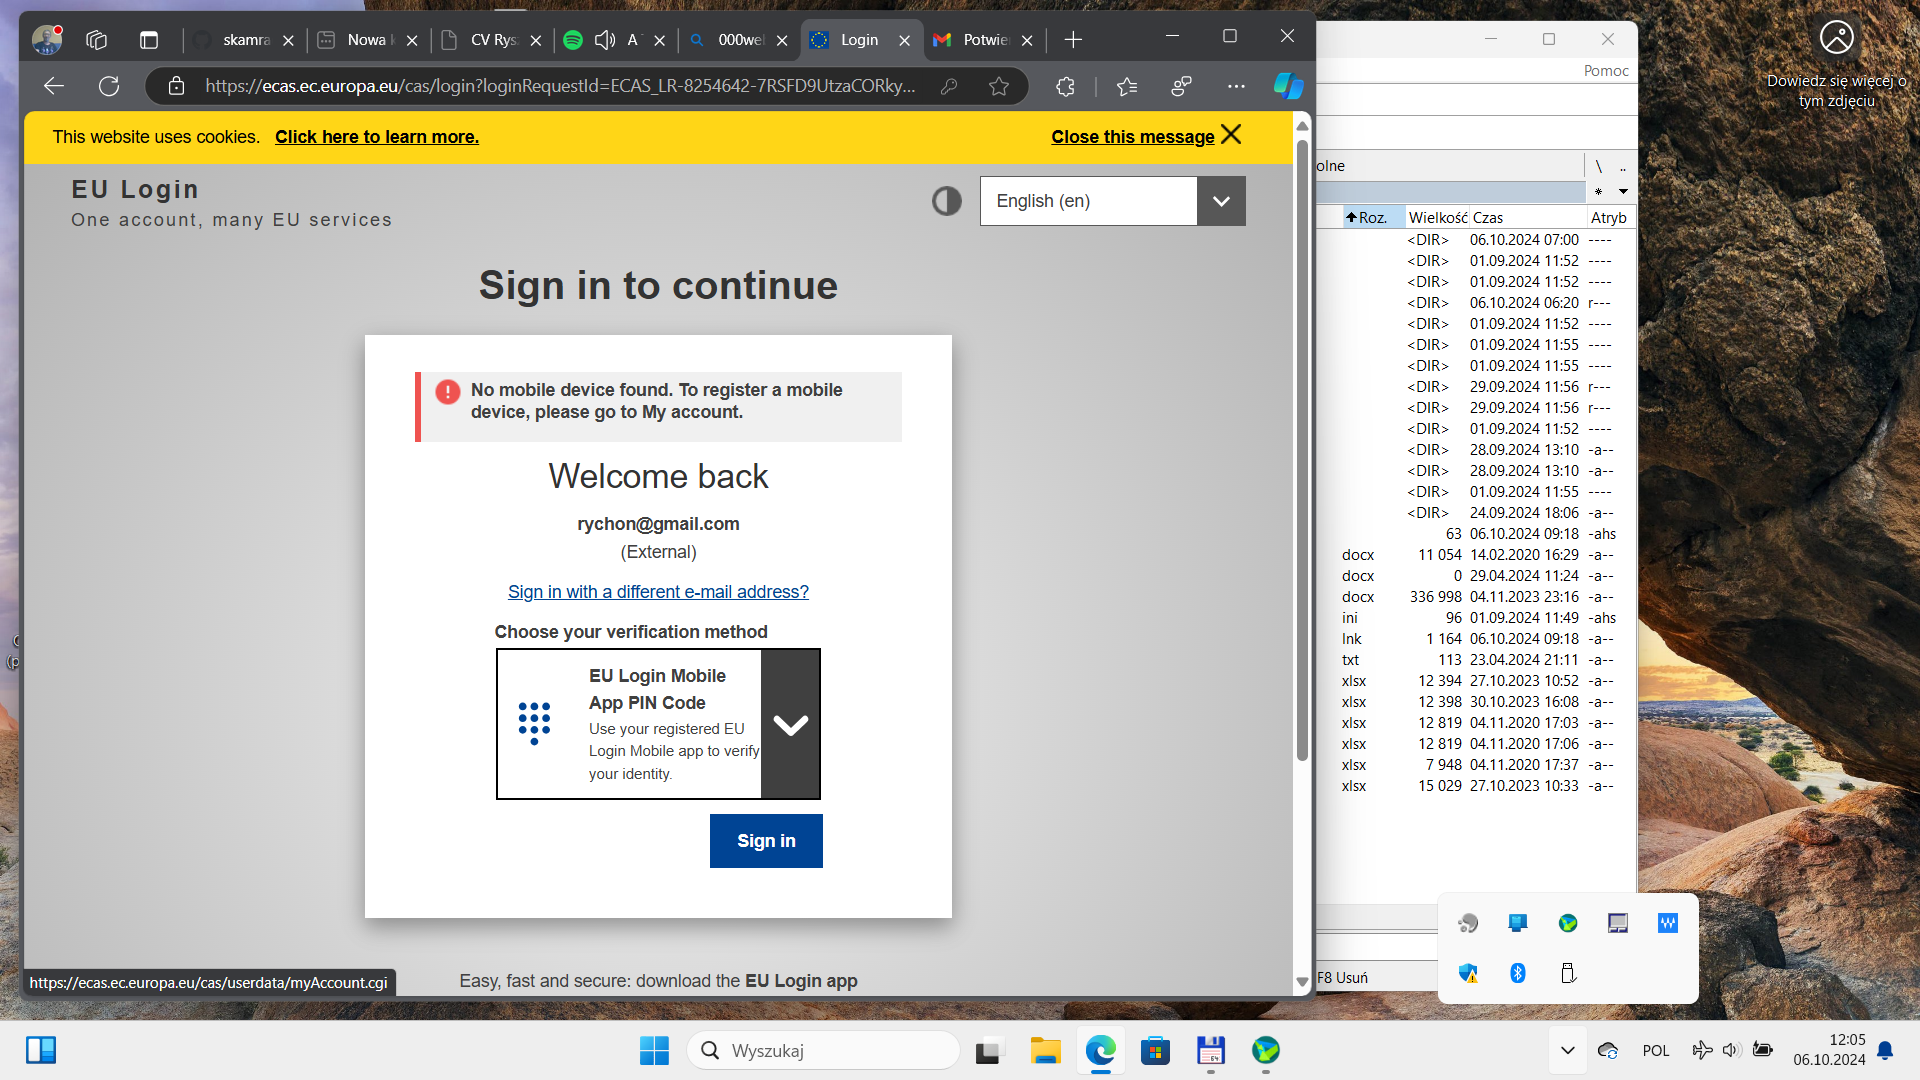 skamra
Nowa k
CV Rys
A
000wel
Login
Potwie
https://ecas.ec.europa.eu/cas/login?loginRequestId=ECAS_LR-8254642-7RSFD9UtzaCORky...
This website uses cookies. Click here to learn more.
Close this message
EU Login
One account, many EU services
English (en)
Sign in to continue
No mobile device found. To register a mobile
device, please go to My account.
Welcome back
rychon@gmail.com
(External)
Sign in with a different e-mail address?
Choose your verification method
EU Login Mobile
App PIN Code
Use your registered EU
Login Mobile app to verify
your identity.
Sign in
Easy, fast and secure: download the EU Login app
https://ecas.ec.europa.eu/cas/userdata/myAccount.cgi
Pomoc
olne
\ ..
* 
Roz. Wielkość Czas Atryb
<DIR> 06.10.2024 07:00 ----
<DIR> 01.09.2024 11:52 ----
<DIR> 01.09.2024 11:52 ----
<DIR> 06.10.2024 06:20 r---
<DIR> 01.09.2024 11:52 ----
<DIR> 01.09.2024 11:55 ----
<DIR> 01.09.2024 11:55 ----
<DIR> 29.09.2024 11:56 r---
<DIR> 29.09.2024 11:56 r---
<DIR> 01.09.2024 11:52 ----
<DIR> 28.09.2024 13:10 -a--
<DIR> 28.09.2024 13:10 -a--
<DIR> 01.09.2024 11:55 ----
<DIR> 24.09.2024 18:06 -a--
63 06.10.2024 09:18 -ahs
docx 11 054 14.02.2020 16:29 -a--
docx 0 29.04.2024 11:24 -a--
docx 336 998 04.11.2023 23:16 -a--
ini 96 01.09.2024 11:49 -ahs
lnk 1 164 06.10.2024 09:18 -a--
txt 113 23.04.2024 21:11 -a--
xlsx 12 394 27.10.2023 10:52 -a--
xlsx 12 398 30.10.2023 16:08 -a--
xlsx 12 819 04.11.2020 17:03 -a--
xlsx 12 819 04.11.2020 17:06 -a--
xlsx 7 948 04.11.2020 17:37 -a--
xlsx 15 029 27.10.2023 10:33 -a--
F8 Usuń
Dowiedz się więcej o
tym zdjęciu
Wyszukaj
64
POL
12:05
06.10.2024